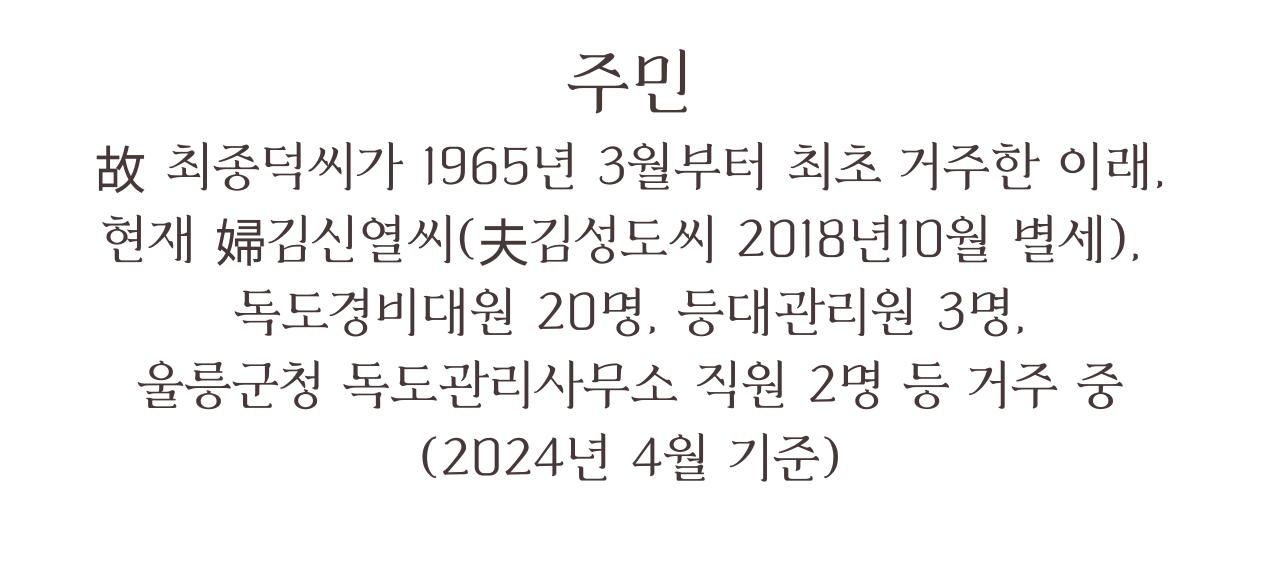 주민
故 최종덕씨가 1965년 3월부터 최초 거주한 이래,
현재 婦김신열씨(夫김성도씨 2018년10월 별세),
독도경비대원 20명, 등대관리원 3명,
울릉군청 독도관리사무소 직원 2명 등 거주 중
(2024년 4월 기준)